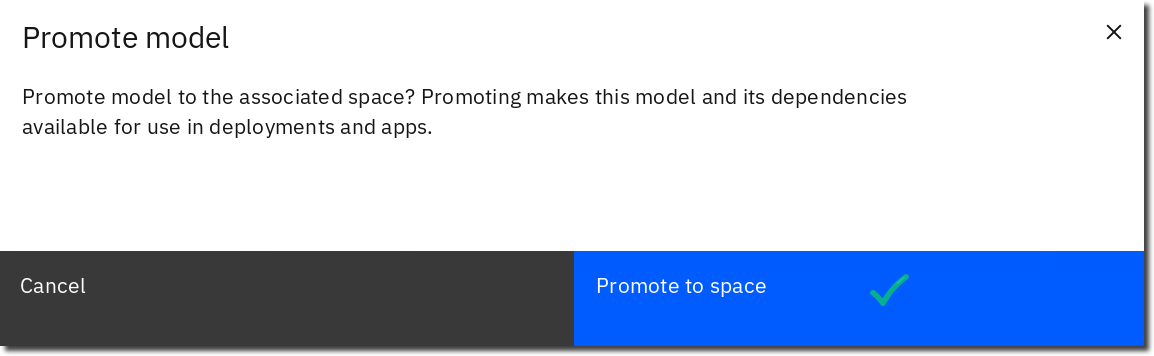 Promote model
Promote model to the associated space? Promoting makes this model and its dependencies
available for use in deployments and apps.
Cancel
Promote to space